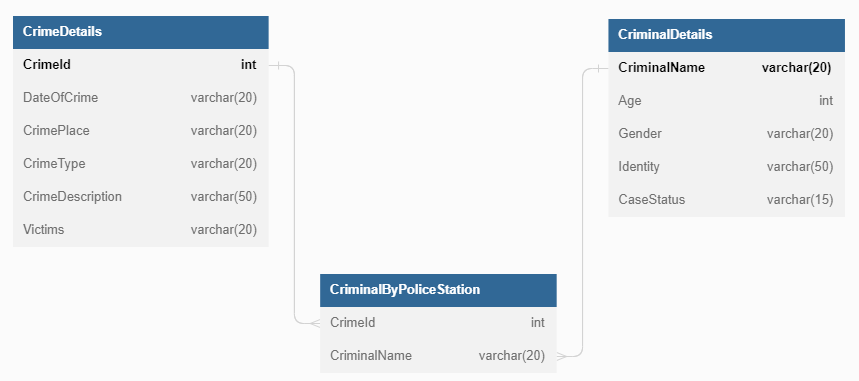 CrimeDetails
CrimeId int
DateOfCrime varchar(20)
CrimePlace varchar(20)
CrimeType varchar(20)
CrimeDescription varchar(50)
Victims varchar(20)
CriminalDetails
CriminalName varchar(20)
Age int
Gender varchar(20)
Identity varchar(50)
CaseStatus varchar(15)
CriminalByPoliceStation
CrimeId int
CriminalName varchar(20)